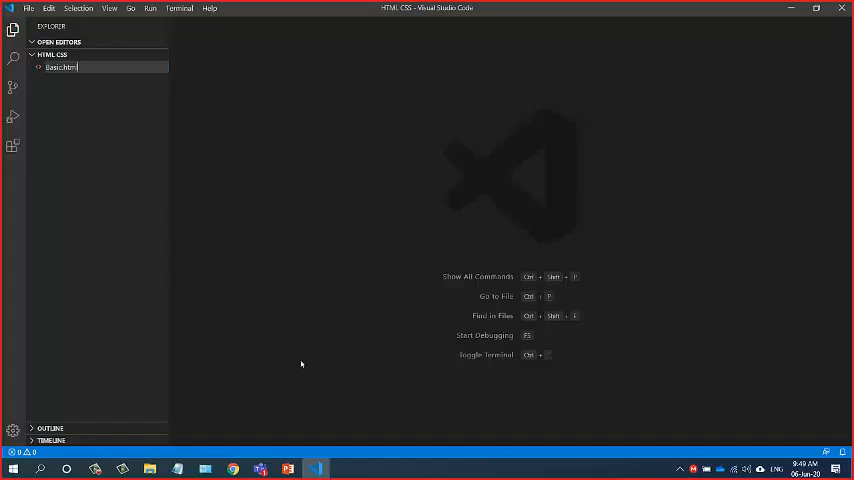 File Edit Selection View Go Run Terminal Help
HTML CSS - Visual Studio Code
EXPLORER
OPEN EDITORS
HTML CSS
Basic.html
Show All Commands Ctrl + Shift + P
Go to File Ctrl + P
Find in Files Ctrl + Shift + F
Start Debugging F5
Toggle Terminal Ctrl + `
OUTLINE
TIMELINE
0 0
ENG
9:49 AM
06-Jun-20